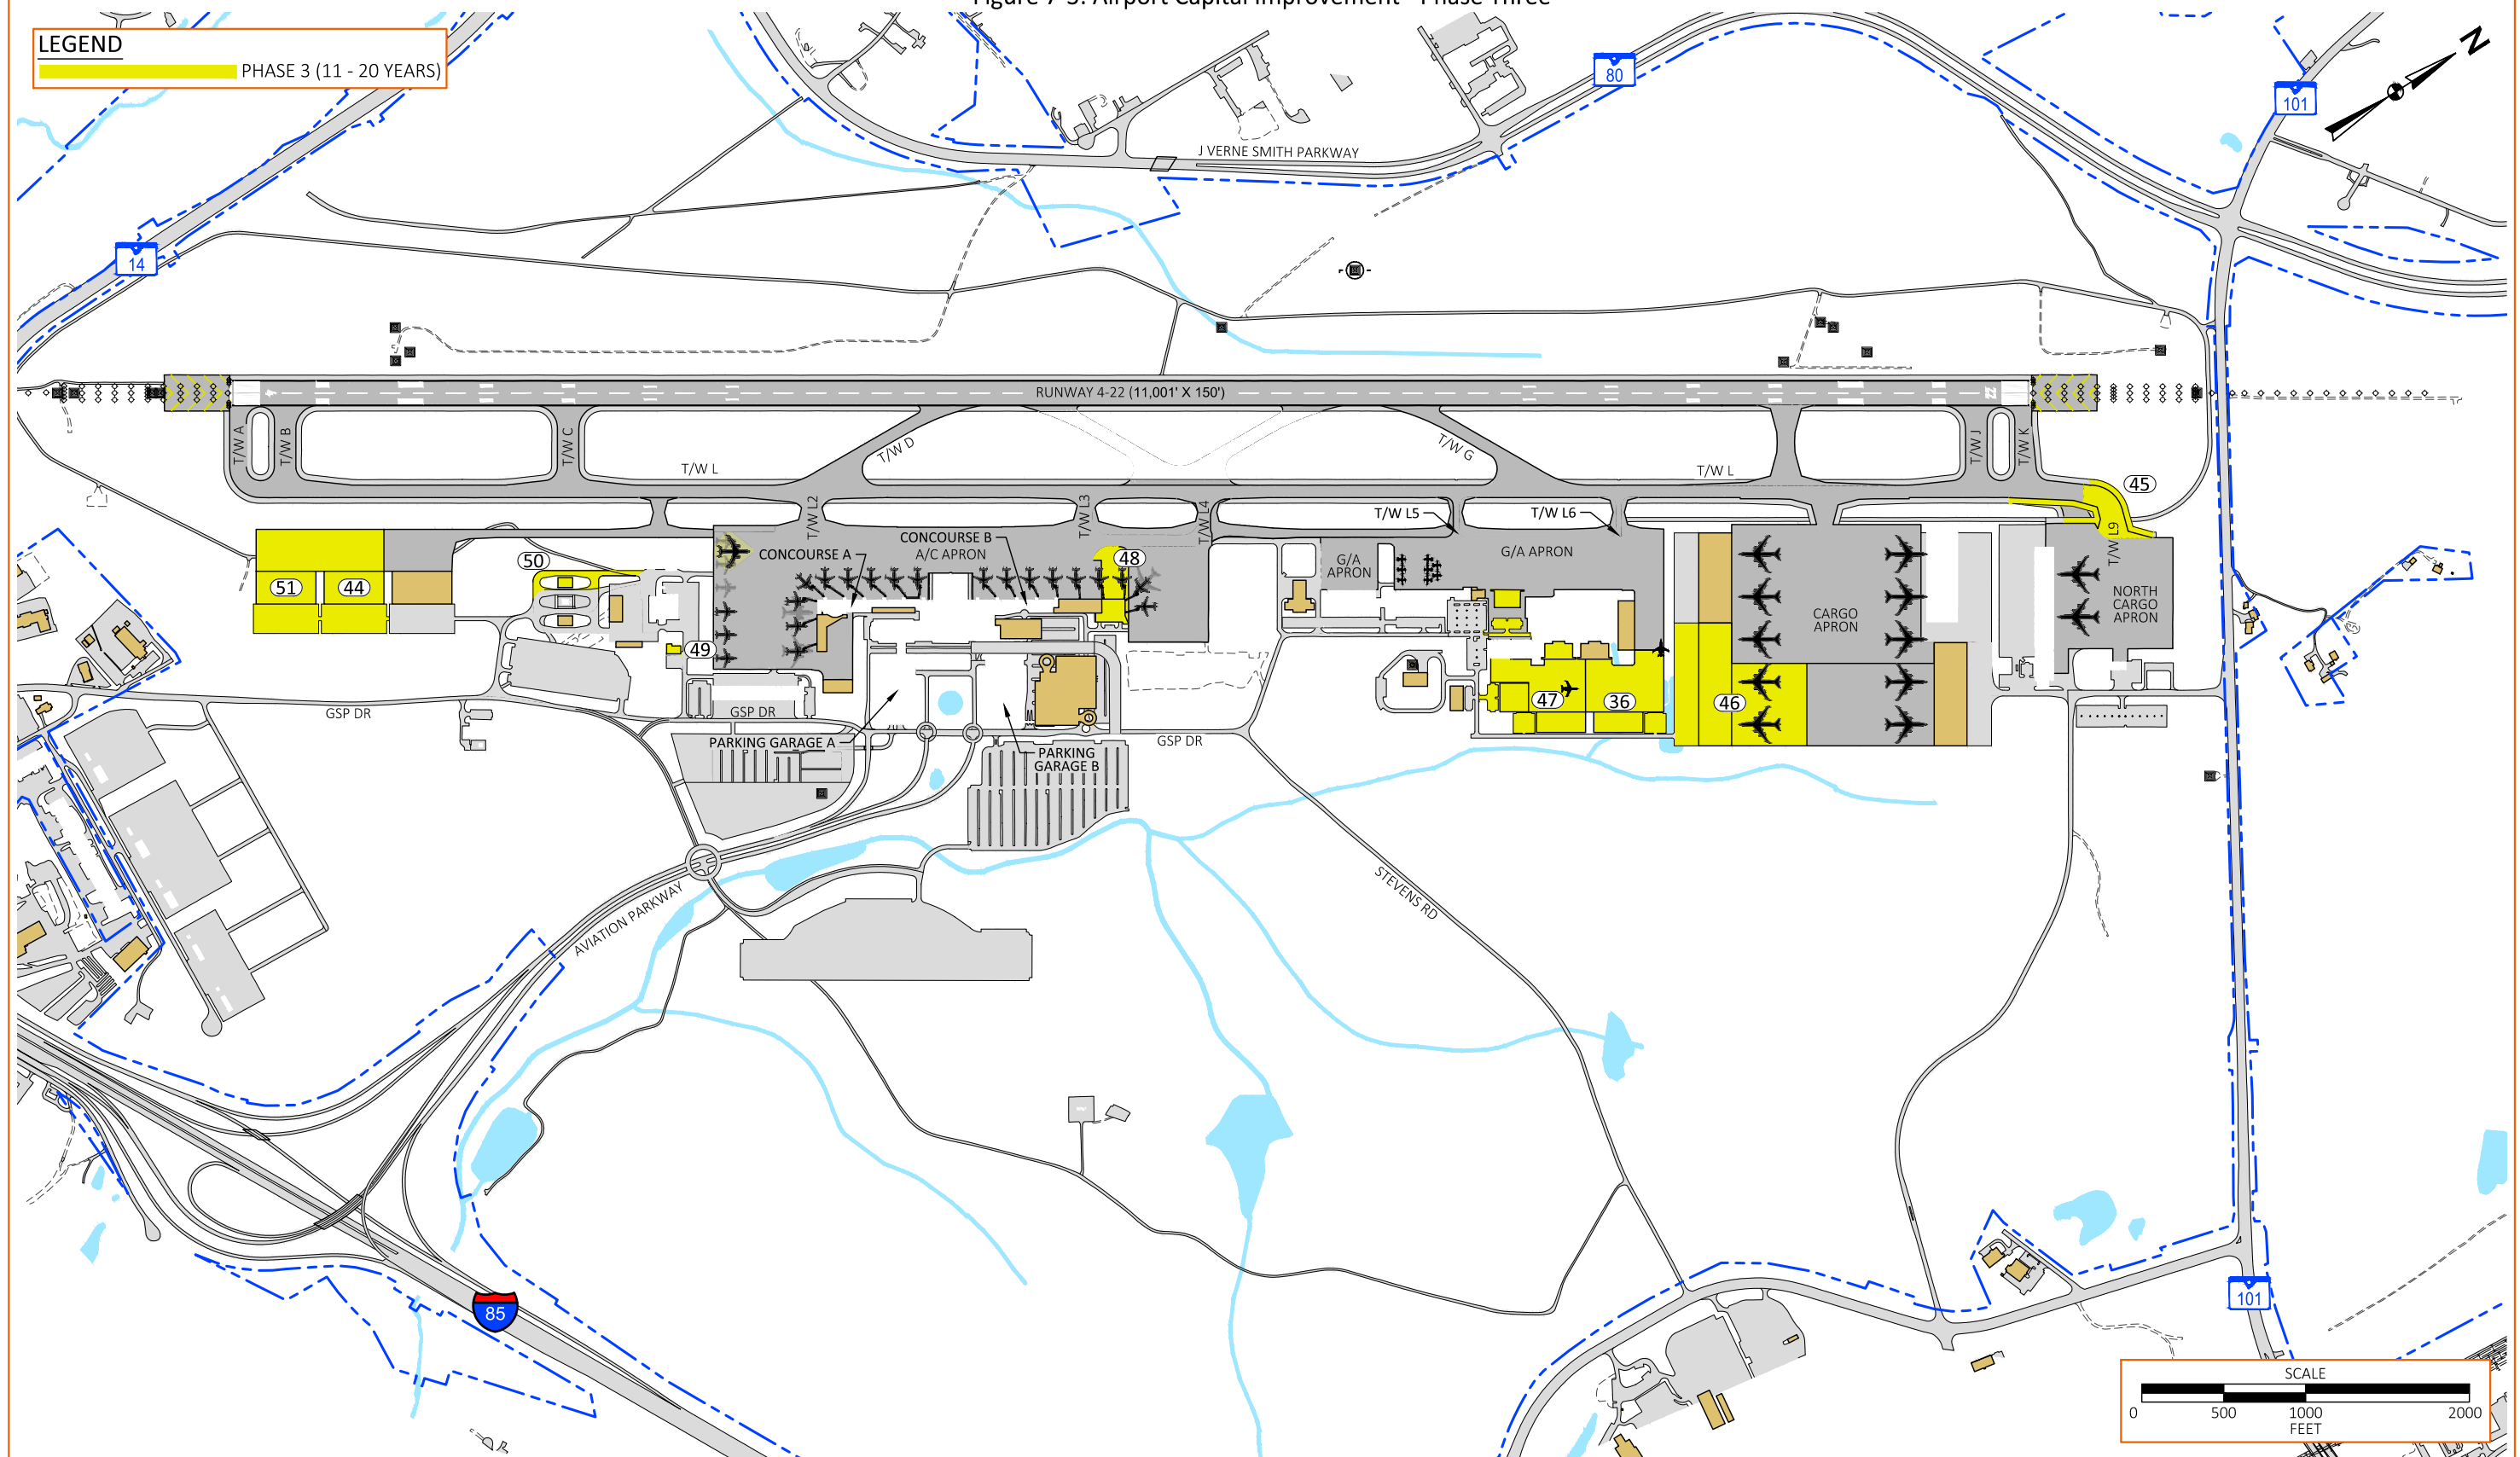 Figure 7-3: Airport Capital Improvement - Phase Three
LEGEND
PHASE 3 (11 - 20 YEARS)
N
80
101
J VERNE SMITH PARKWAY
14
4
RUNWAY 4-22 (11,001' X 150')
22
T/W A
T/W B
T/W C
T/W D
T/W G
T/W J
T/W K
T/W L
T/W L
45
T/W L2
T/W L3
T/W L4
T/W L5
T/W L6
T/W L9
CONCOURSE A
CONCOURSE B
A/C APRON
48
G/A
APRON
G/A APRON
50
51
44
49
CARGO
APRON
NORTH
CARGO
APRON
47
36
46
GSP DR
GSP DR
GSP DR
PARKING GARAGE A
PARKING
GARAGE B
AVIATION PARKWAY
STEVENS RD
85
101
SCALE
0
500
1000
2000
FEET